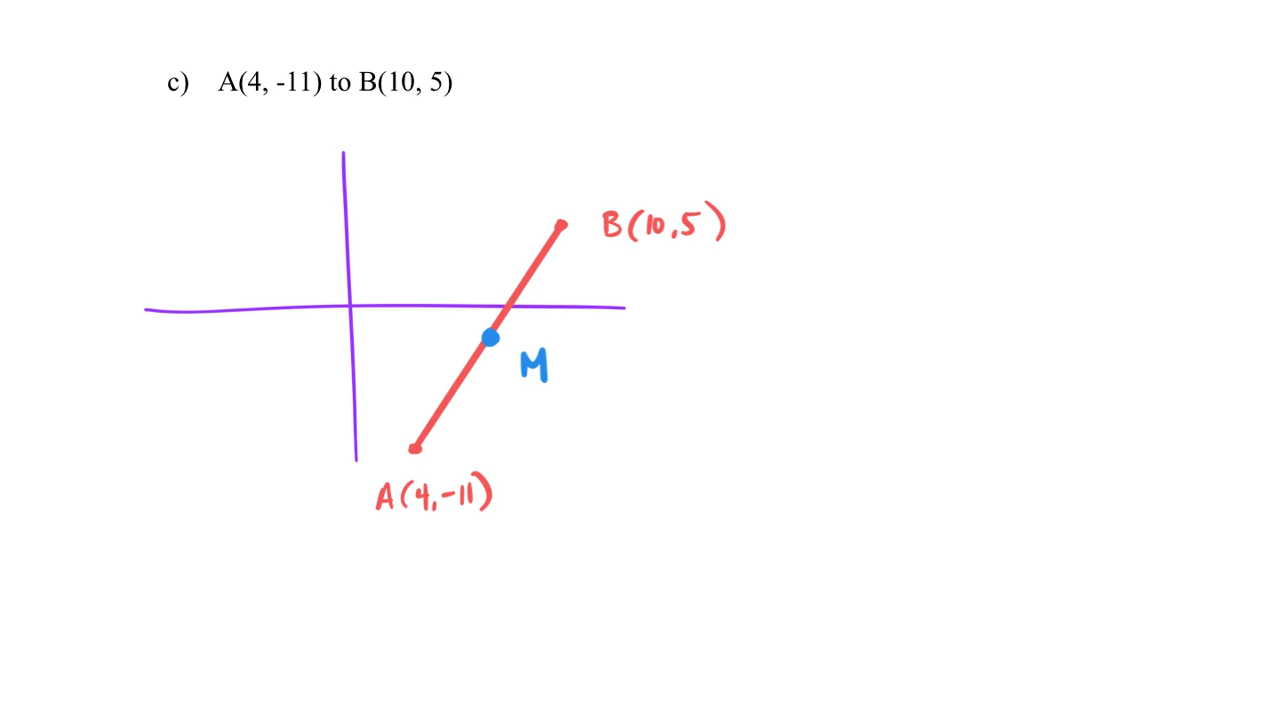 c) A(4, -11) to B(10, 5)
B(10,5)
M
A(4,-11)